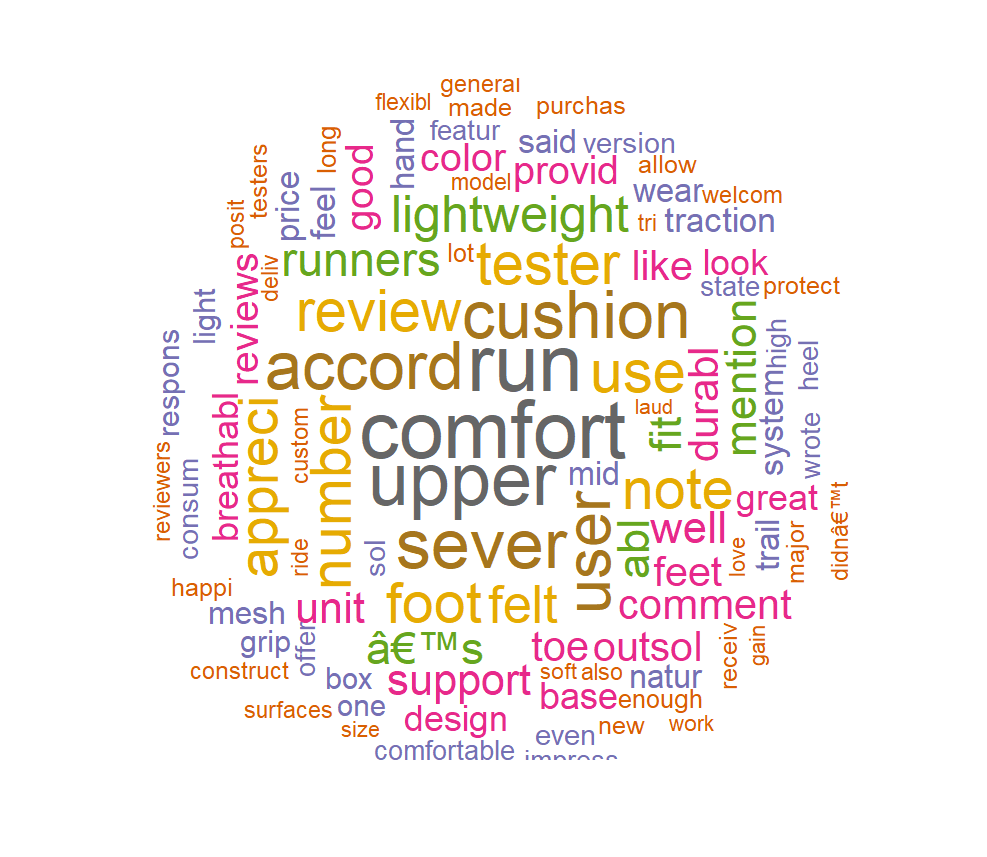 general
flexibl
made
purchas
featur
hand
said
version
long
good
color
provid
allow
testers
model
wear
welcom
price
feel
lightweight
tri
traction
posit
runners
lot
tester
like
look
deliv
reviews
state
protect
light
review
cushion
mention
high
respons
accord
run
use
durabl
system
heel
breathabl
appreci
custom
number
comfort
laud
fit
wrote
reviewers
consum
upper
mid
note
great
didnâ€™t
ride
sol
sever
user
abl
well
love
trail
major
happi
feet
mesh
unit
foot
felt
comment
grip
offer
â€™s
toe
outsol
receiv
gain
construct
box
support
soft
also
natur
base
enough
surfaces
one
size
design
new
work
even
comfortable
impress